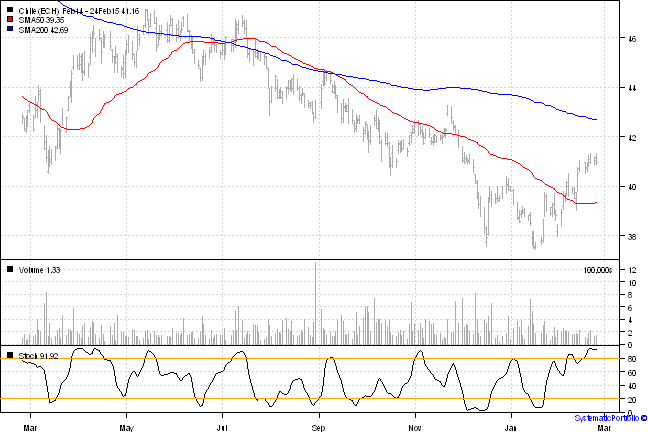 Chile (ECH) Feb14 - 24Feb15 41.16
SMA50 39.35
SMA200 42.69
46
44
42
40
38
Volume 1.33
100,000s
12
10
8
6
4
2
0
Stoch 91.92
80
60
40
20
0
Mar May Jul Sep Nov Jan Mar
SystematicPortfolio ©